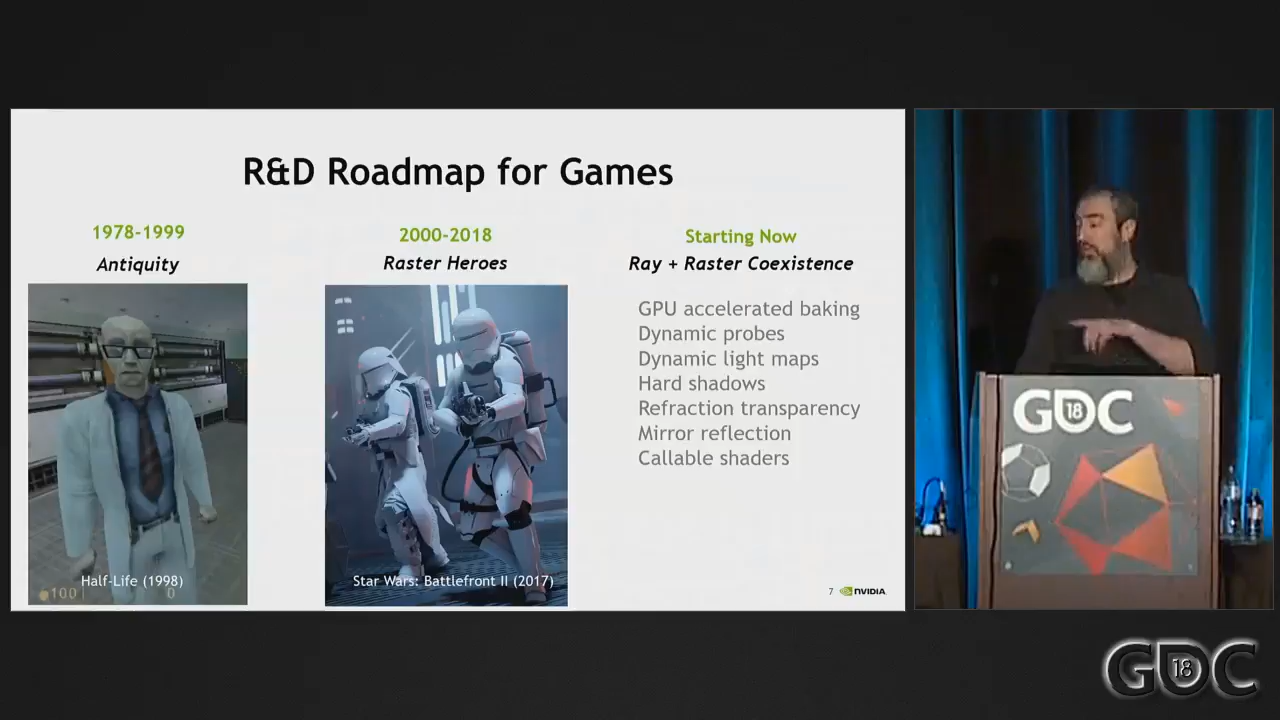 R&D Roadmap for Games
1978-1999
Antiquity
Half-Life (1998)
100
0
2000-2018
Raster Heroes
Star Wars: Battlefront II (2017)
Starting Now
Ray + Raster Coexistence
GPU accelerated baking
Dynamic probes
Dynamic light maps
Hard shadows
Refraction transparency
Mirror reflection
Callable shaders
7
NVIDIA
GDC 18
GDC 18